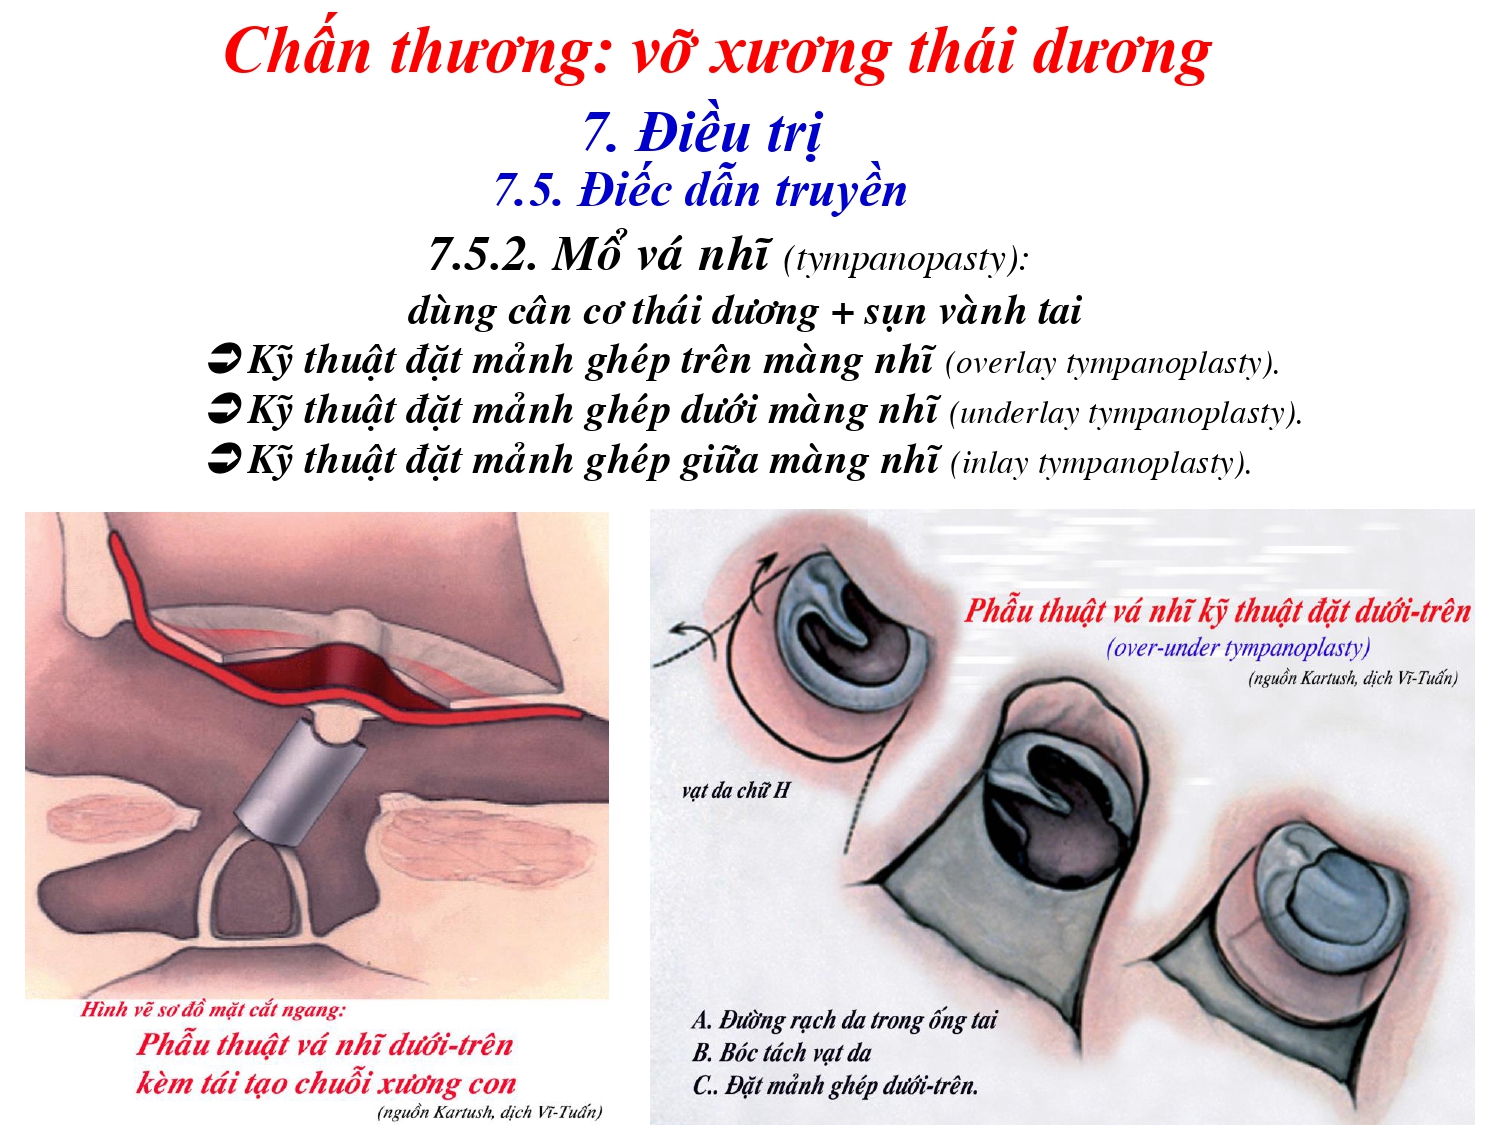 Chấn thương: vỡ xương thái dương
7. Điều trị
7.5. Điếc dẫn truyền
7.5.2. Mổ vá nhĩ (tympanopasty):
dùng cân cơ thái dương + sụn vành tai
➲ Kỹ thuật đặt mảnh ghép trên màng nhĩ (overlay tympanoplasty).
➲ Kỹ thuật đặt mảnh ghép dưới màng nhĩ (underlay tympanoplasty).
➲ Kỹ thuật đặt mảnh ghép giữa màng nhĩ (inlay tympanoplasty).
Hình vẽ sơ đồ mặt cắt ngang:
Phẫu thuật vá nhĩ dưới-trên
kèm tái tạo chuỗi xương con
(nguồn Kartush, dịch Vĩ-Tuấn)
Phẫu thuật vá nhĩ kỹ thuật đặt dưới-trên
(over-under tympanoplasty)
(nguồn Kartush, dịch Vĩ-Tuấn)
vạt da chữ H
A. Đường rạch da trong ống tai
B. Bóc tách vạt da
C.. Đặt mảnh ghép dưới-trên.